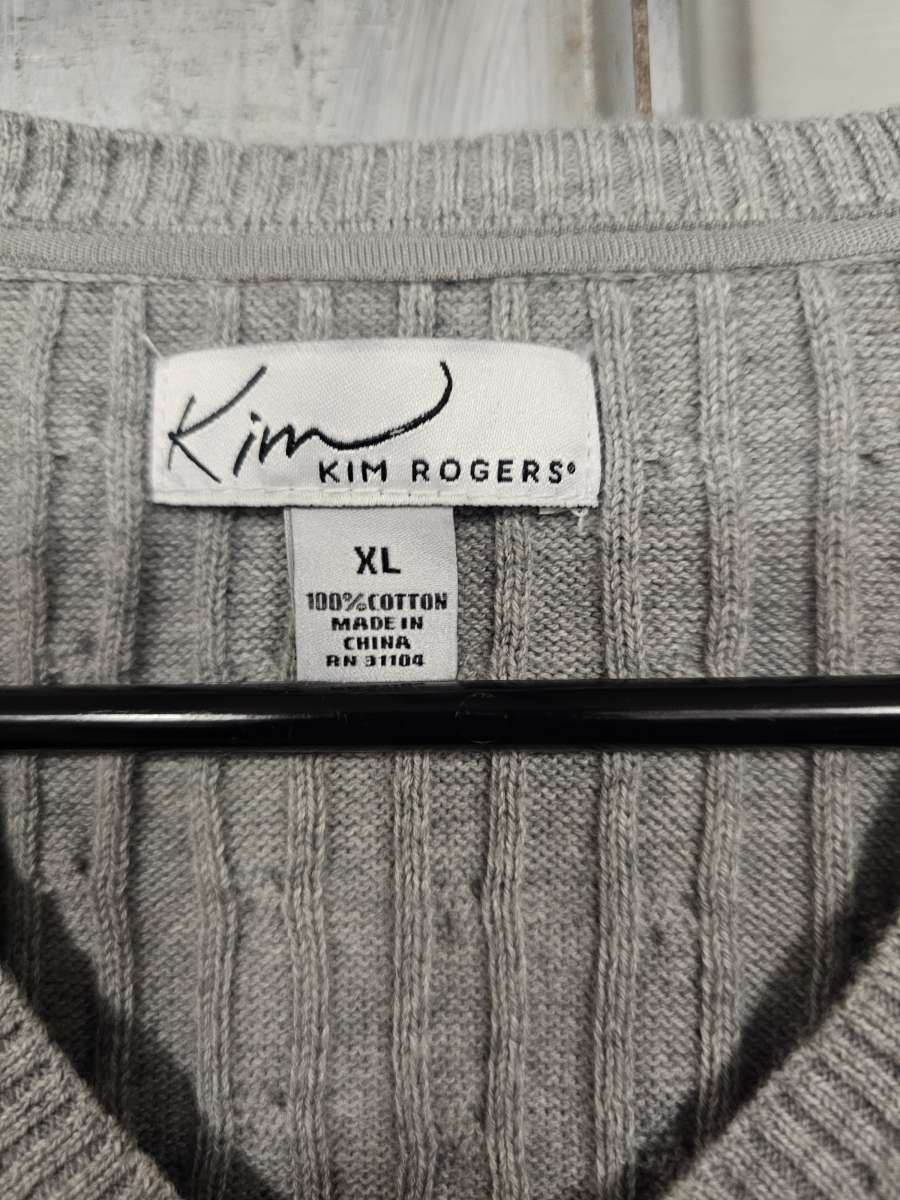 Kim
KIM ROGERS®
XL
100% COTTON
MADE IN
CHINA
RN 31104